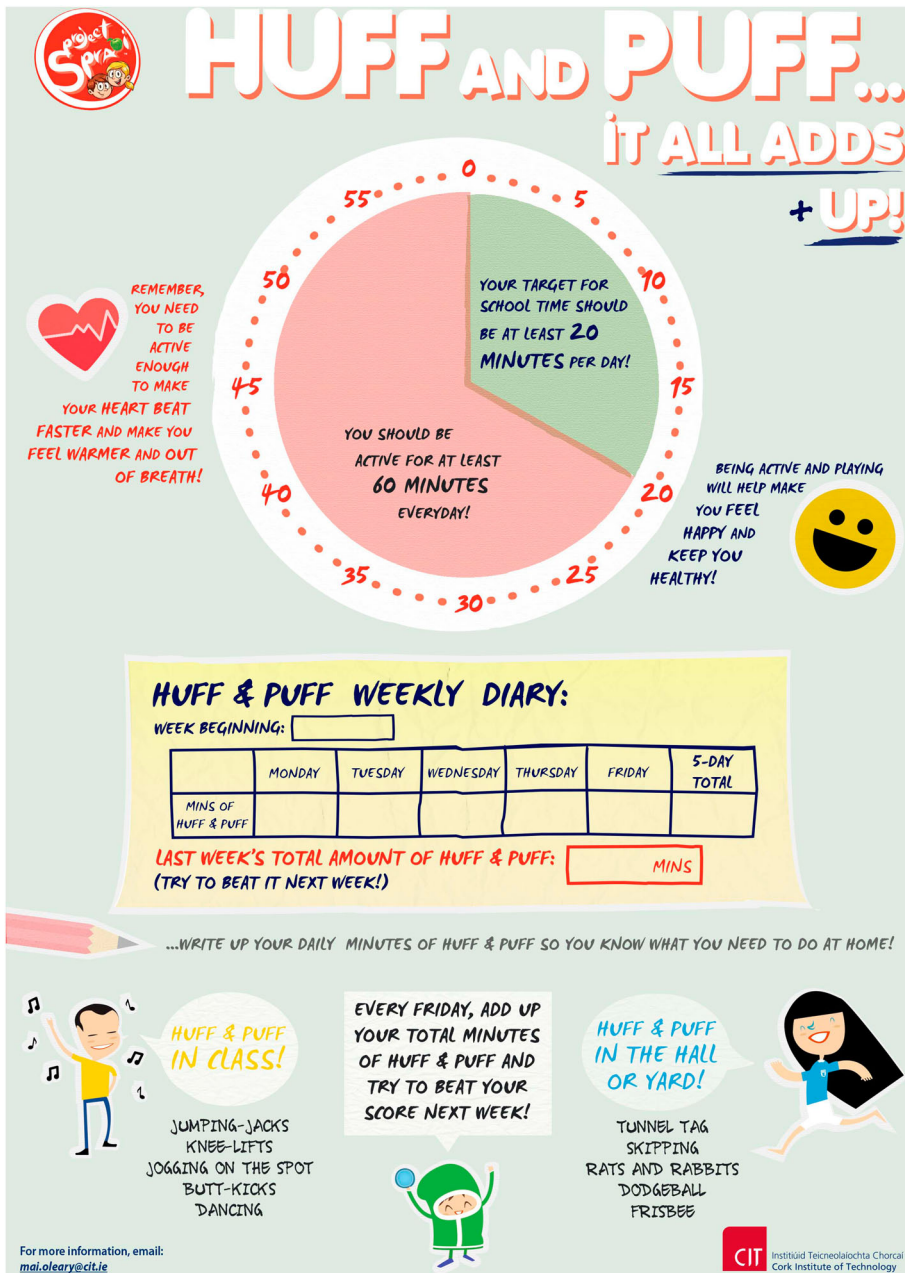 project
Spraoi
HUFF AND PUFF...
IT ALL ADDS
+ UP!
0
5
10
15
20
25
30
35
40
45
50
55
YOUR TARGET FOR
SCHOOL TIME SHOULD
BE AT LEAST 20
MINUTES PER DAY!
YOU SHOULD BE
ACTIVE FOR AT LEAST
60 MINUTES
EVERYDAY!
REMEMBER,
YOU NEED
TO BE
ACTIVE
ENOUGH
TO MAKE
YOUR HEART BEAT
FASTER AND MAKE YOU
FEEL WARMER AND OUT
OF BREATH!
BEING ACTIVE AND PLAYING
WILL HELP MAKE
YOU FEEL
HAPPY AND
KEEP YOU
HEALTHY!
HUFF & PUFF WEEKLY DIARY:
WEEK BEGINNING:
MONDAY TUESDAY WEDNESDAY THURSDAY FRIDAY 5-DAY
TOTAL
MINS OF
HUFF & PUFF
LAST WEEK'S TOTAL AMOUNT OF HUFF & PUFF: MINS
(TRY TO BEAT IT NEXT WEEK!)
...WRITE UP YOUR DAILY MINUTES OF HUFF & PUFF SO YOU KNOW WHAT YOU NEED TO DO AT HOME!
HUFF & PUFF
IN CLASS!
JUMPING-JACKS
KNEE-LIFTS
JOGGING ON THE SPOT
BUTT-KICKS
DANCING
EVERY FRIDAY, ADD UP
YOUR TOTAL MINUTES
OF HUFF & PUFF AND
TRY TO BEAT YOUR
SCORE NEXT WEEK!
HUFF & PUFF
IN THE HALL
OR YARD!
TUNNEL TAG
SKIPPING
RATS AND RABBITS
DODGEBALL
FRISBEE
For more information, email:
mai.oleary@cit.ie
CIT
Institiúid Teicneolaíochta Chorcaí
Cork Institute of Technology